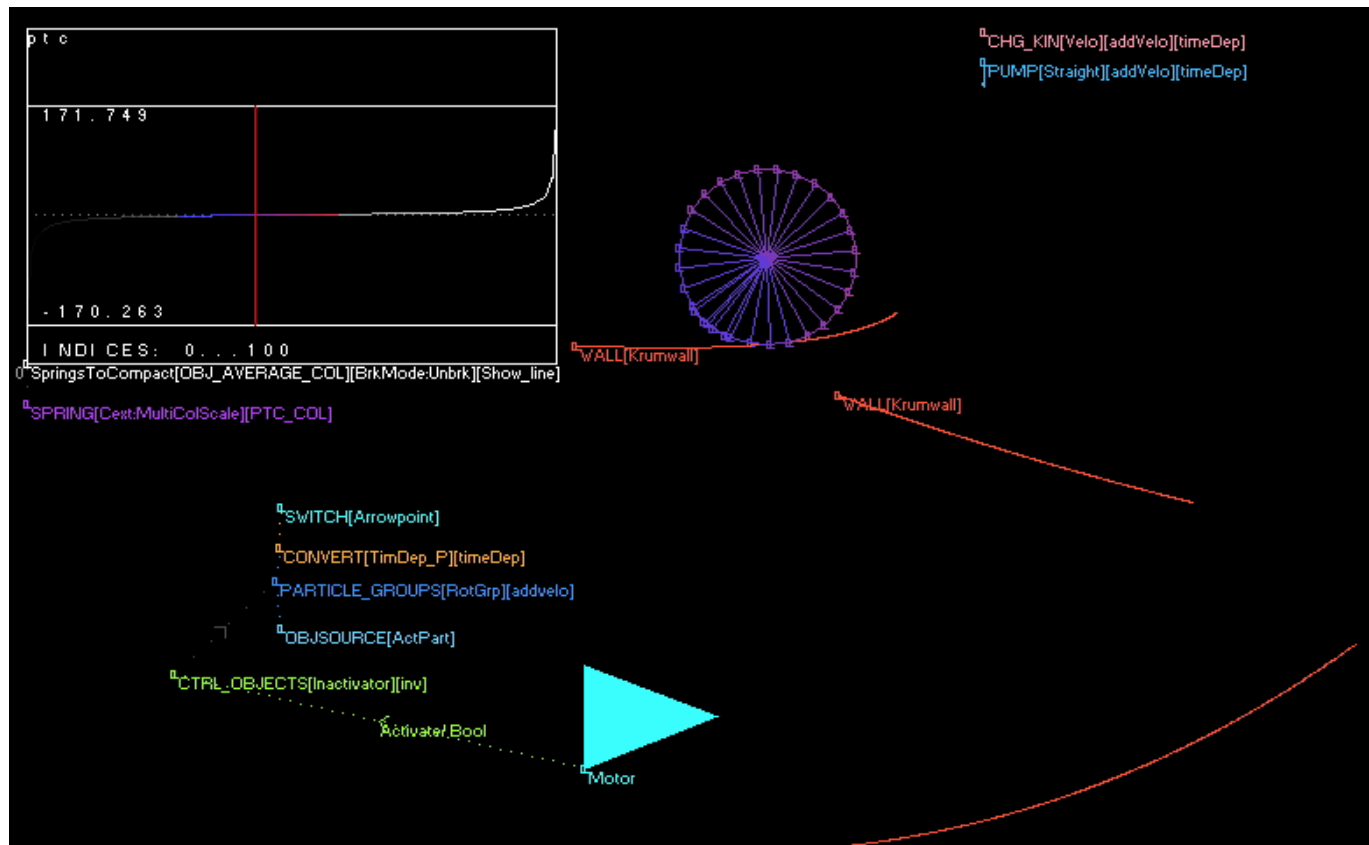 ptc
171.749
-170.263
INDICES: 0...100
0 SpringsToCompact[OBJ_AVERAGE_COL][BrkMode:Unbrk][Show_line]
SPRING[Cext:MultiColScale][PTC_COL]
CHG_KIN[Velo][addVelo][timeDep]
PUMP[Straight][addVelo][timeDep]
WALL[Krumwall]
WALL[Krumwall]
SWITCH[Arrowpoint]
CONVERT[TimDep_P][timeDep]
PARTICLE_GROUPS[RotGrp][addvelo]
OBJSOURCE[ActPart]
CTRL_OBJECTS[Inactivator][inv]
Activate/.Bool
Motor